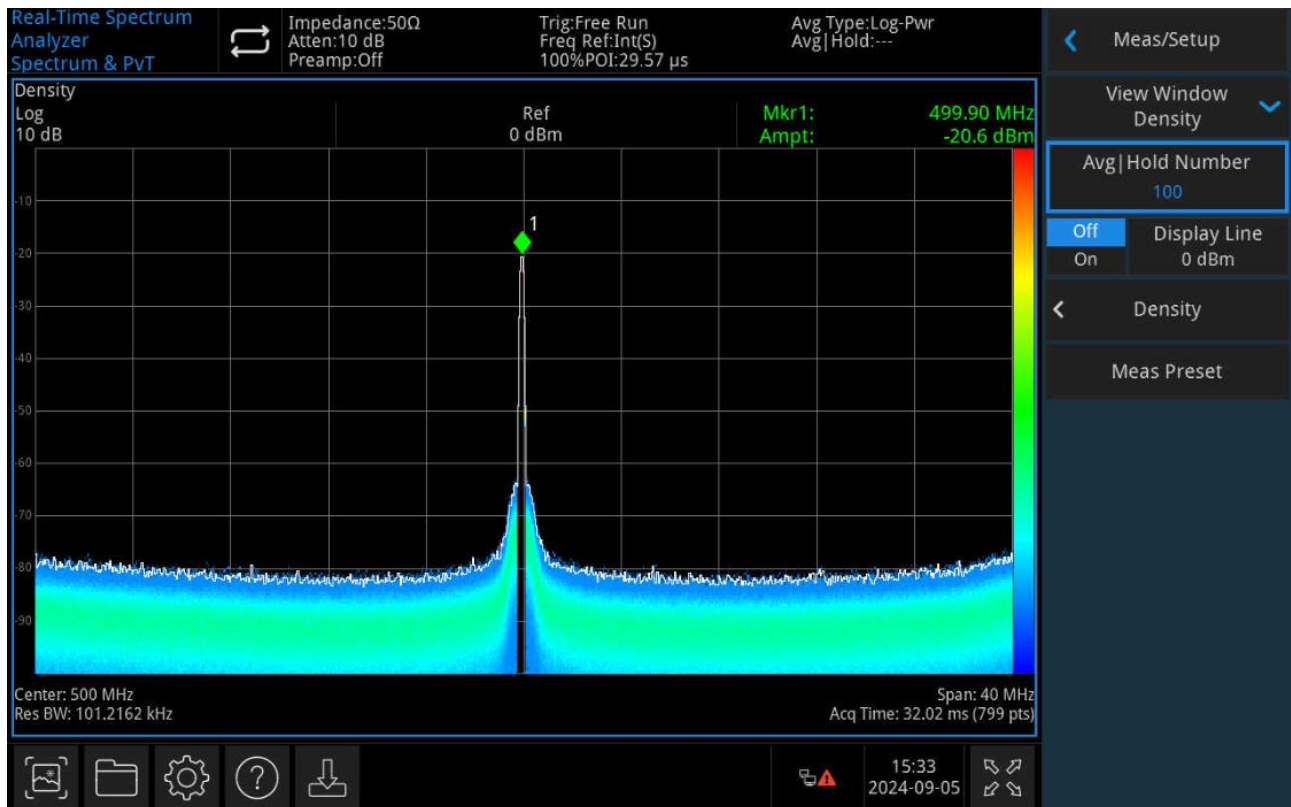 Real-Time Spectrum
Analyzer
Spectrum & PvT
Impedance:50Ω
Atten:10 dB
Preamp:Off
Trig:Free Run
Freq Ref:Int(S)
100%POI:29.57 µs
Avg Type:Log-Pwr
Avg|Hold:---
Density
Log
10 dB
Ref
0 dBm
Mkr1: 499.90 MHz
Ampt: -20.6 dBm
1
-10
-20
-30
-40
-50
-60
-70
-80
-90
Center: 500 MHz
Res BW: 101.2162 kHz
Span: 40 MHz
Acq Time: 32.02 ms (799 pts)
Meas/Setup
View Window
Density
Avg|Hold Number
100
Off
On
Display Line
0 dBm
Density
Meas Preset
?
15:33
2024-09-05